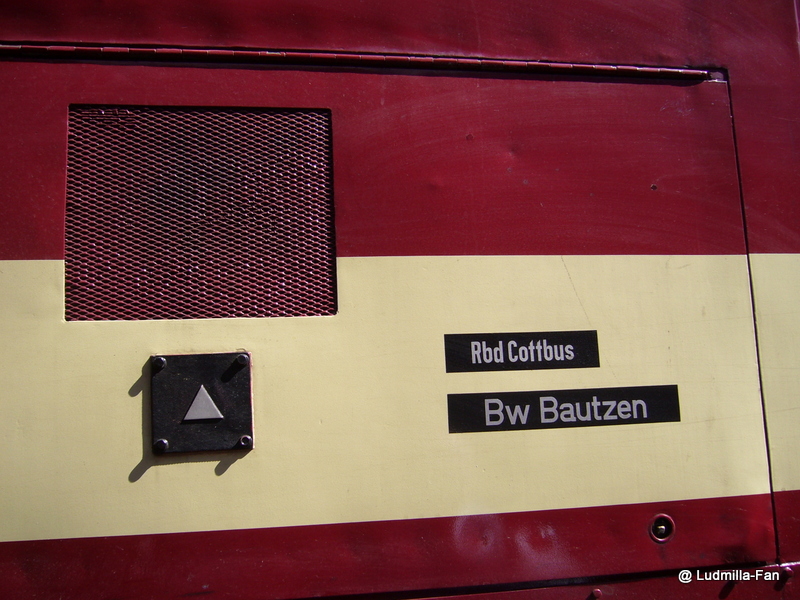 Rbd Cottbus
Bw Bautzen
@ Ludmilla-Fan